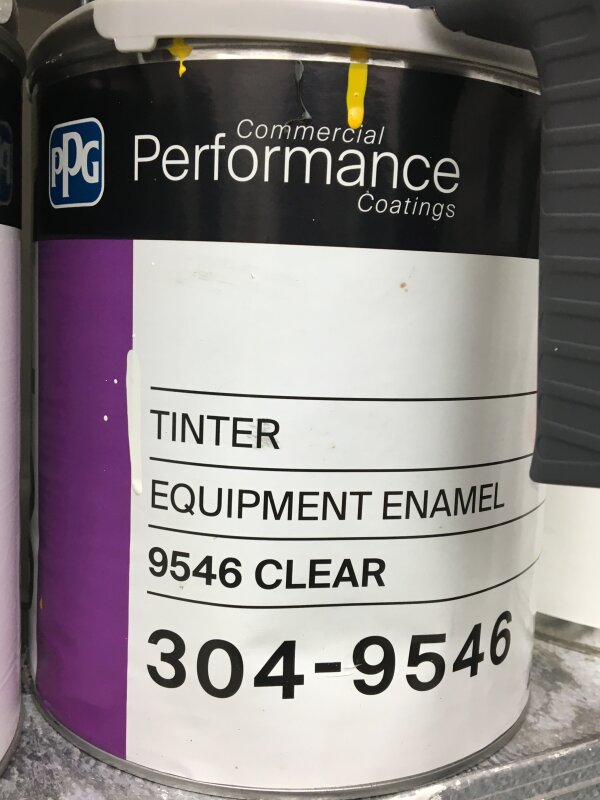 PPG
Commercial
Performance
Coatings
TINTER
EQUIPMENT ENAMEL
9546 CLEAR
304-9546